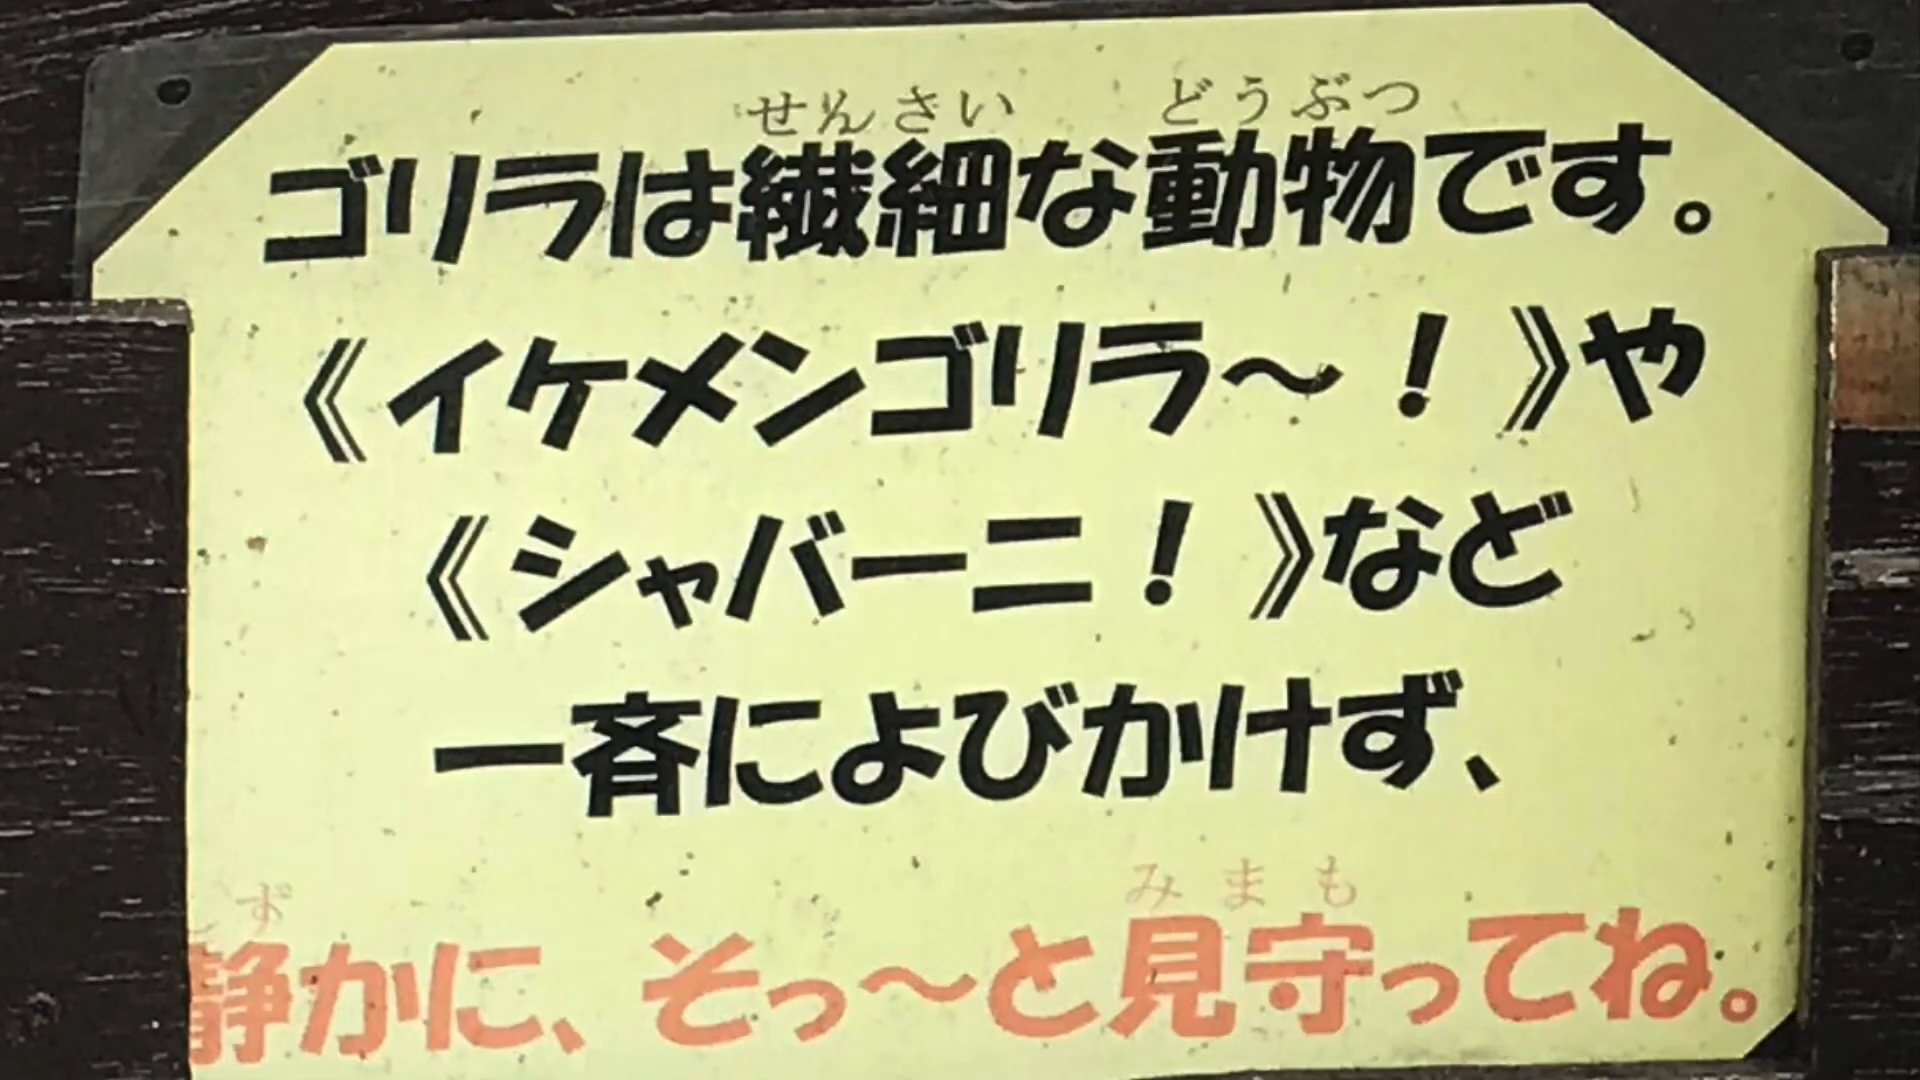 せんさい どうぶつ
ゴリラは繊細な動物です。
《イケメンゴリラ～！》や
《シャバーニ！》など
一斉によびかけず、
ず みまも
静かに、そっ～と見守ってね。